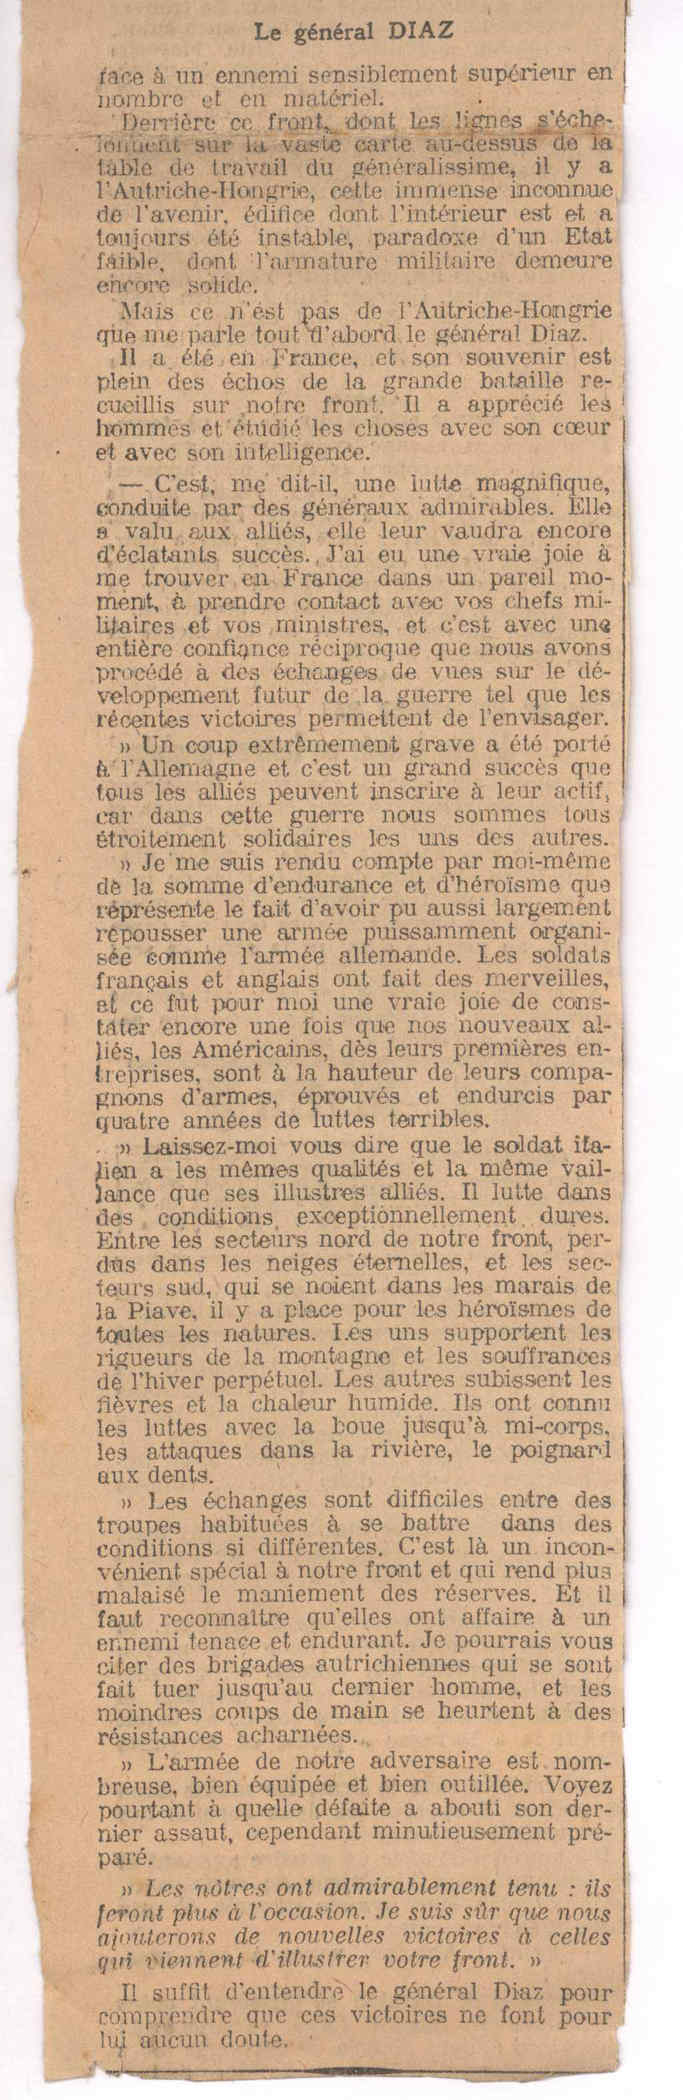 Le général DIAZ
face à un ennemi sensiblement supérieur en
nombre et en matériel.
Derrière ce front, dont les lignes s'éche-
lonnent sur la vaste carte au-dessus de la
table de travail du généralissime, il y a
l'Autriche-Hongrie, cette immense inconnue
de l'avenir, édifice dont l'intérieur est et a
toujours été instable, paradoxe d'un Etat
faible, dont l'armature militaire demeure
encore solide.
Mais ce n'est pas de l'Autriche-Hongrie
que me parle tout d'abord le général Diaz.
Il a été en France, et son souvenir est
plein des échos de la grande bataille re-
cueillis sur notre front. Il a apprécié les
hommes et étudié les choses avec son cœur
et avec son intelligence.
— C'est, me dit-il, une lutte magnifique,
conduite par des généraux admirables. Elle
a valu aux alliés, elle leur vaudra encore
d'éclatants succès. J'ai eu une vraie joie à
me trouver en France dans un pareil mo-
ment, à prendre contact avec vos chefs mi-
litaires et vos ministres, et c'est avec une
entière confiance réciproque que nous avons
procédé à des échanges de vues sur le dé-
veloppement futur de la guerre tel que les
récentes victoires permettent de l'envisager.
» Un coup extrêmement grave a été porté
à l'Allemagne et c'est un grand succès que
tous les alliés peuvent inscrire à leur actif,
car dans cette guerre nous sommes tous
étroitement solidaires les uns des autres.
» Je me suis rendu compte par moi-même
de la somme d'endurance et d'héroïsme que
représente le fait d'avoir pu aussi largement
repousser une armée puissamment organi-
sée comme l'armée allemande. Les soldats
français et anglais ont fait des merveilles,
et ce fut pour moi une vraie joie de cons-
tater encore une fois que nos nouveaux al-
liés, les Américains, dès leurs premières en-
treprises, sont à la hauteur de leurs compa-
gnons d'armes, éprouvés et endurcis par
quatre années de luttes terribles.
» Laissez-moi vous dire que le soldat ita-
lien a les mêmes qualités et la même vail-
lance que ses illustres alliés. Il lutte dans
des conditions exceptionnellement dures.
Entre les secteurs nord de notre front, per-
dus dans les neiges éternelles, et les sec-
teurs sud, qui se noient dans les marais de
la Piave, il y a place pour les héroïsmes de
toutes les natures. Les uns supportent les
rigueurs de la montagne et les souffrances
de l'hiver perpétuel. Les autres subissent les
fièvres et la chaleur humide. Ils ont connu
les luttes avec la boue jusqu'à mi-corps,
les attaques dans la rivière, le poignard
aux dents.
» Les échanges sont difficiles entre des
troupes habituées à se battre dans des
conditions si différentes. C'est là un incon-
vénient spécial à notre front et qui rend plus
malaisé le maniement des réserves. Et il
faut reconnaître qu'elles ont affaire à un
ennemi tenace et endurant. Je pourrais vous
citer des brigades autrichiennes qui se sont
fait tuer jusqu'au dernier homme, et les
moindres coups de main se heurtent à des
résistances acharnées.
» L'armée de notre adversaire est nom-
breuse, bien équipée et bien outillée. Voyez
pourtant à quelle défaite a abouti son der-
nier assaut, cependant minutieusement pré-
paré.
» Les nôtres ont admirablement tenu : ils
feront plus à l'occasion. Je suis sûr que nous
ajouterons de nouvelles victoires à celles
qui viennent d'illustrer votre front. »
Il suffit d'entendre le général Diaz pour
comprendre que ces victoires ne font pour
lui aucun doute.